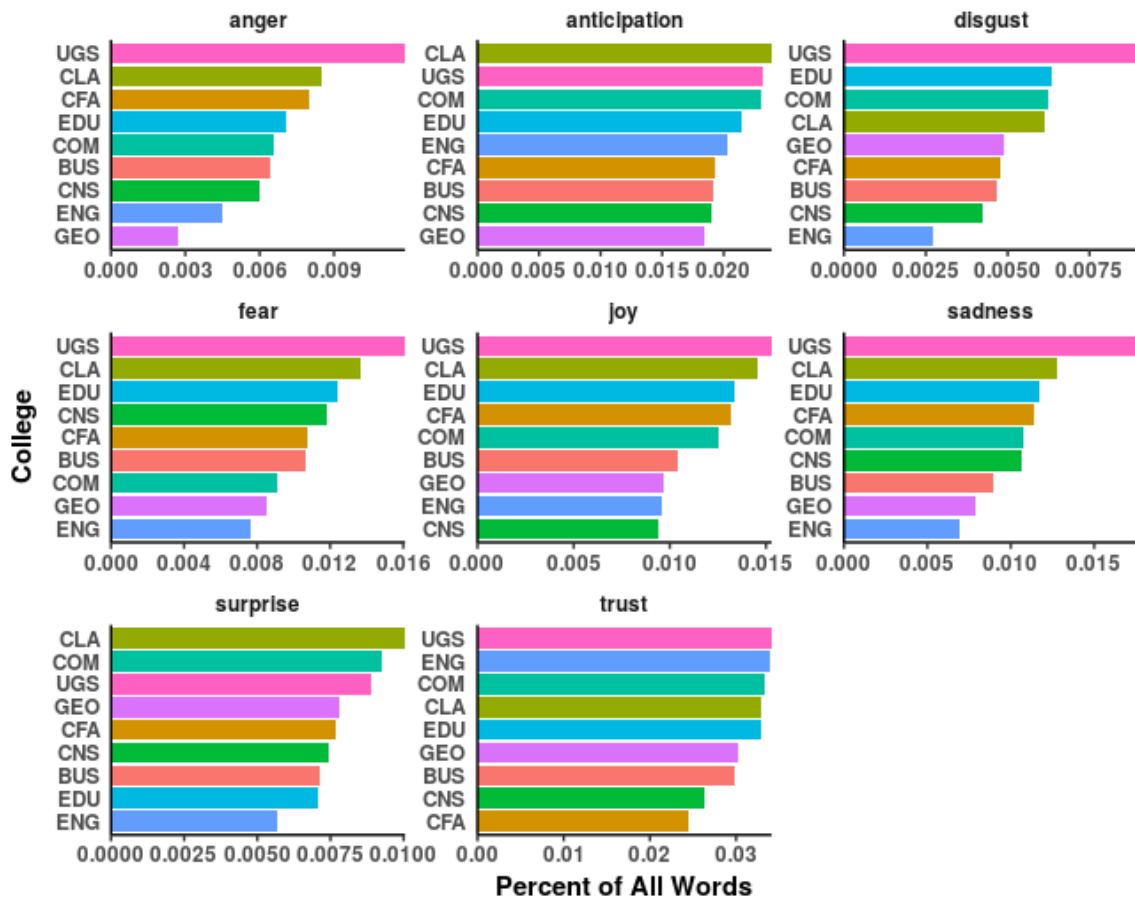 anger
UGS
CLA
CFA
EDU
COM
BUS
CNS
ENG
GEO
0.000 0.003 0.006 0.009
anticipation
CLA
UGS
COM
EDU
ENG
CFA
BUS
CNS
GEO
0.000 0.005 0.010 0.015 0.020
disgust
UGS
EDU
COM
CLA
GEO
CFA
BUS
CNS
ENG
0.0000 0.0025 0.0050 0.0075
College
fear
UGS
CLA
EDU
CNS
CFA
BUS
COM
GEO
ENG
0.000 0.004 0.008 0.012 0.016
joy
UGS
CLA
EDU
CFA
COM
BUS
GEO
ENG
CNS
0.000 0.005 0.010 0.015
sadness
UGS
CLA
EDU
CFA
COM
CNS
BUS
GEO
ENG
0.000 0.005 0.010 0.015
surprise
CLA
COM
UGS
GEO
CFA
CNS
BUS
EDU
ENG
0.0000 0.0025 0.0050 0.0075 0.0100
trust
UGS
ENG
COM
CLA
EDU
GEO
BUS
CNS
CFA
0.00 0.01 0.02 0.03
Percent of All Words